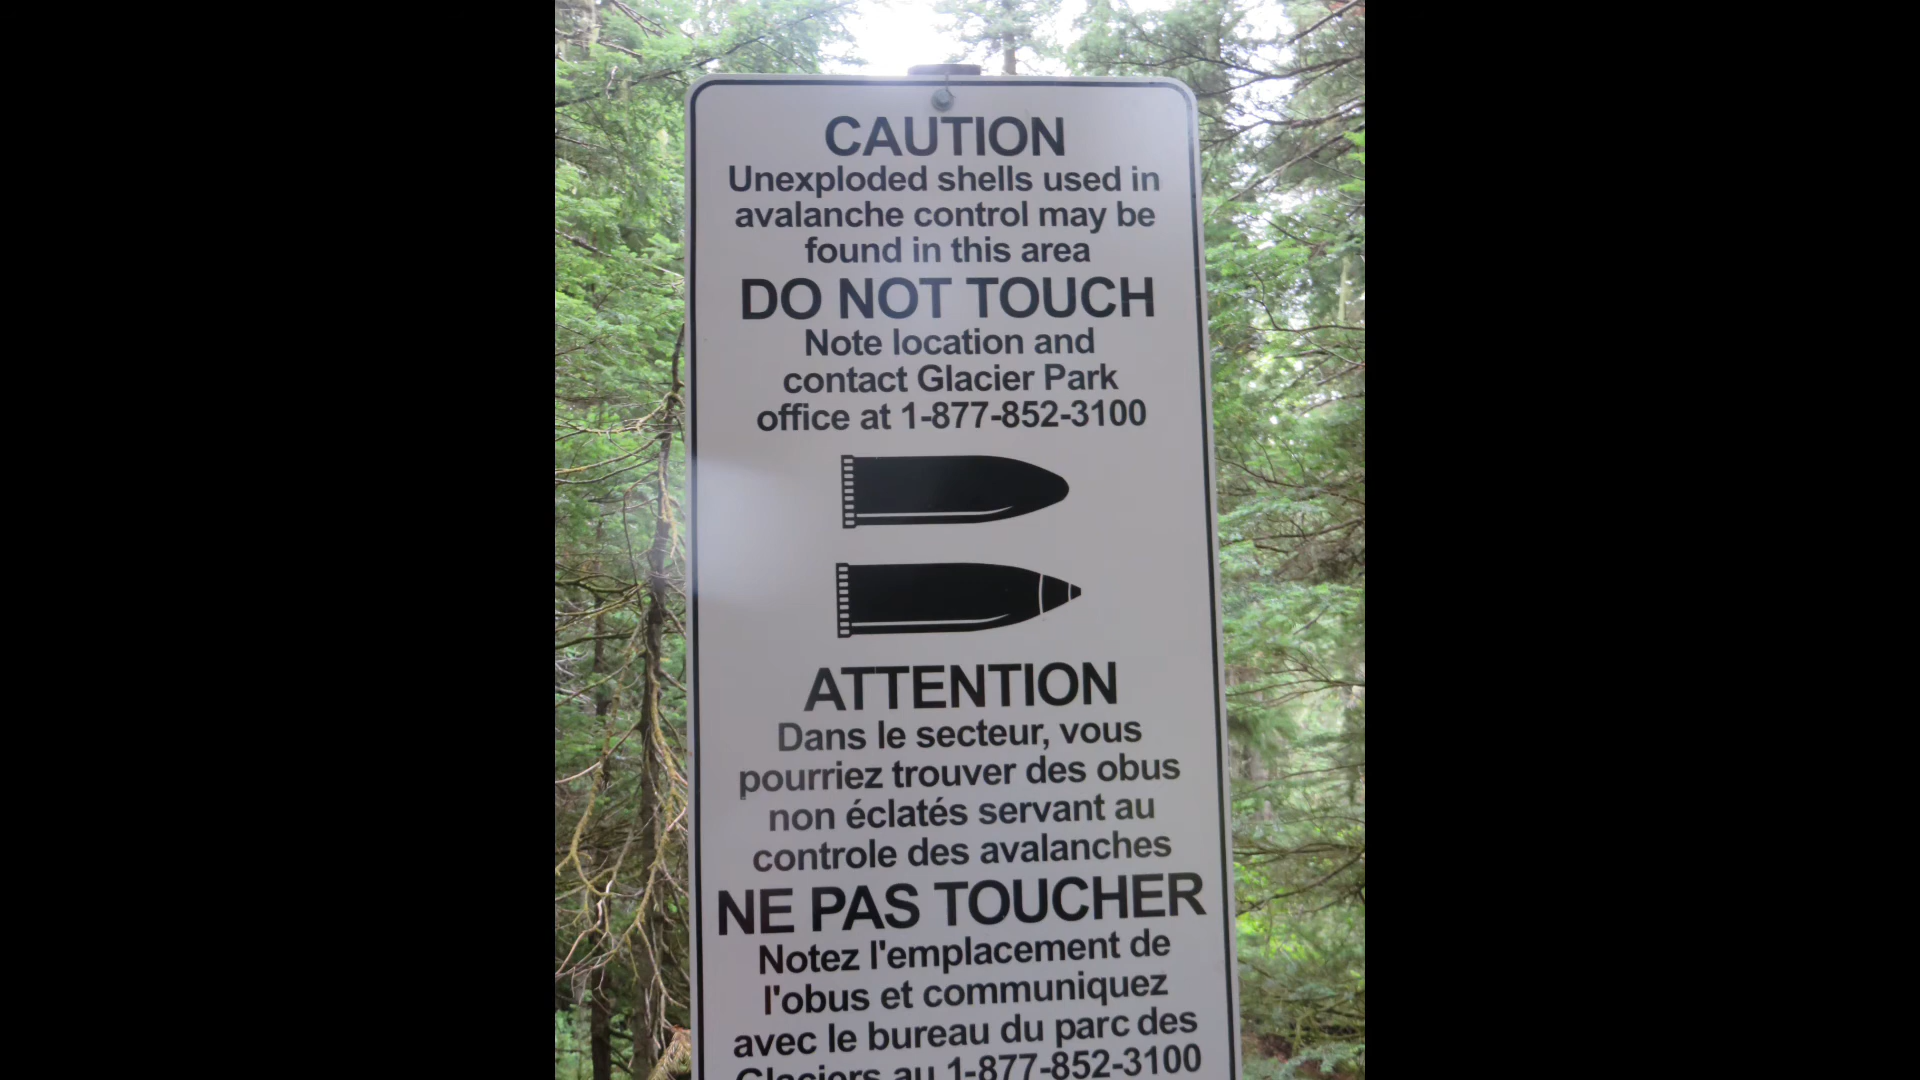 CAUTION
Unexploded shells used in
avalanche control may be
found in this area
DO NOT TOUCH
Note location and
contact Glacier Park
office at 1-877-852-3100
ATTENTION
Dans le secteur, vous
pourriez trouver des obus
non éclatés servant au
controle des avalanches
NE PAS TOUCHER
Notez l'emplacement de
l'obus et communiquez
avec le bureau du parc des
Glaciers au 1-877-852-3100